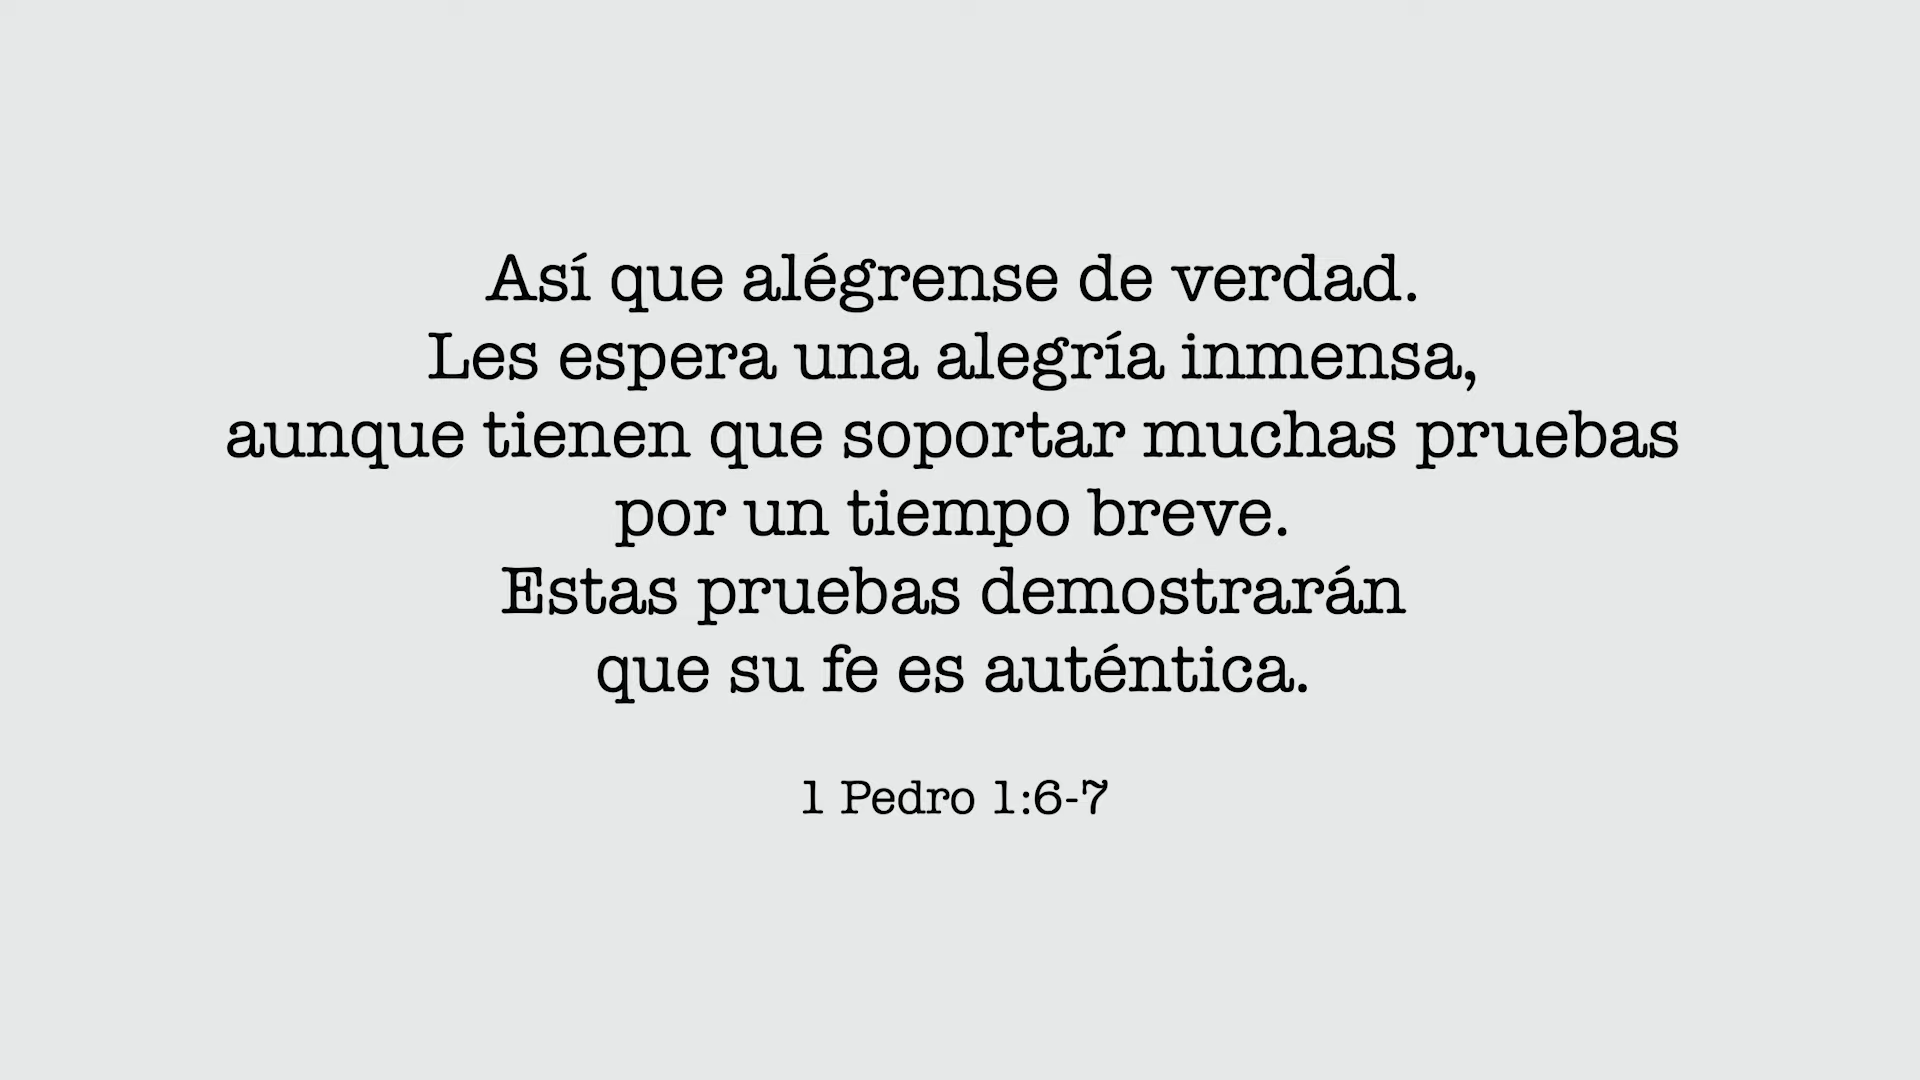 Así que alégrense de verdad.
Les espera una alegría inmensa,
aunque tienen que soportar muchas pruebas
por un tiempo breve.
Estas pruebas demostrarán
que su fe es auténtica.
1 Pedro 1:6-7